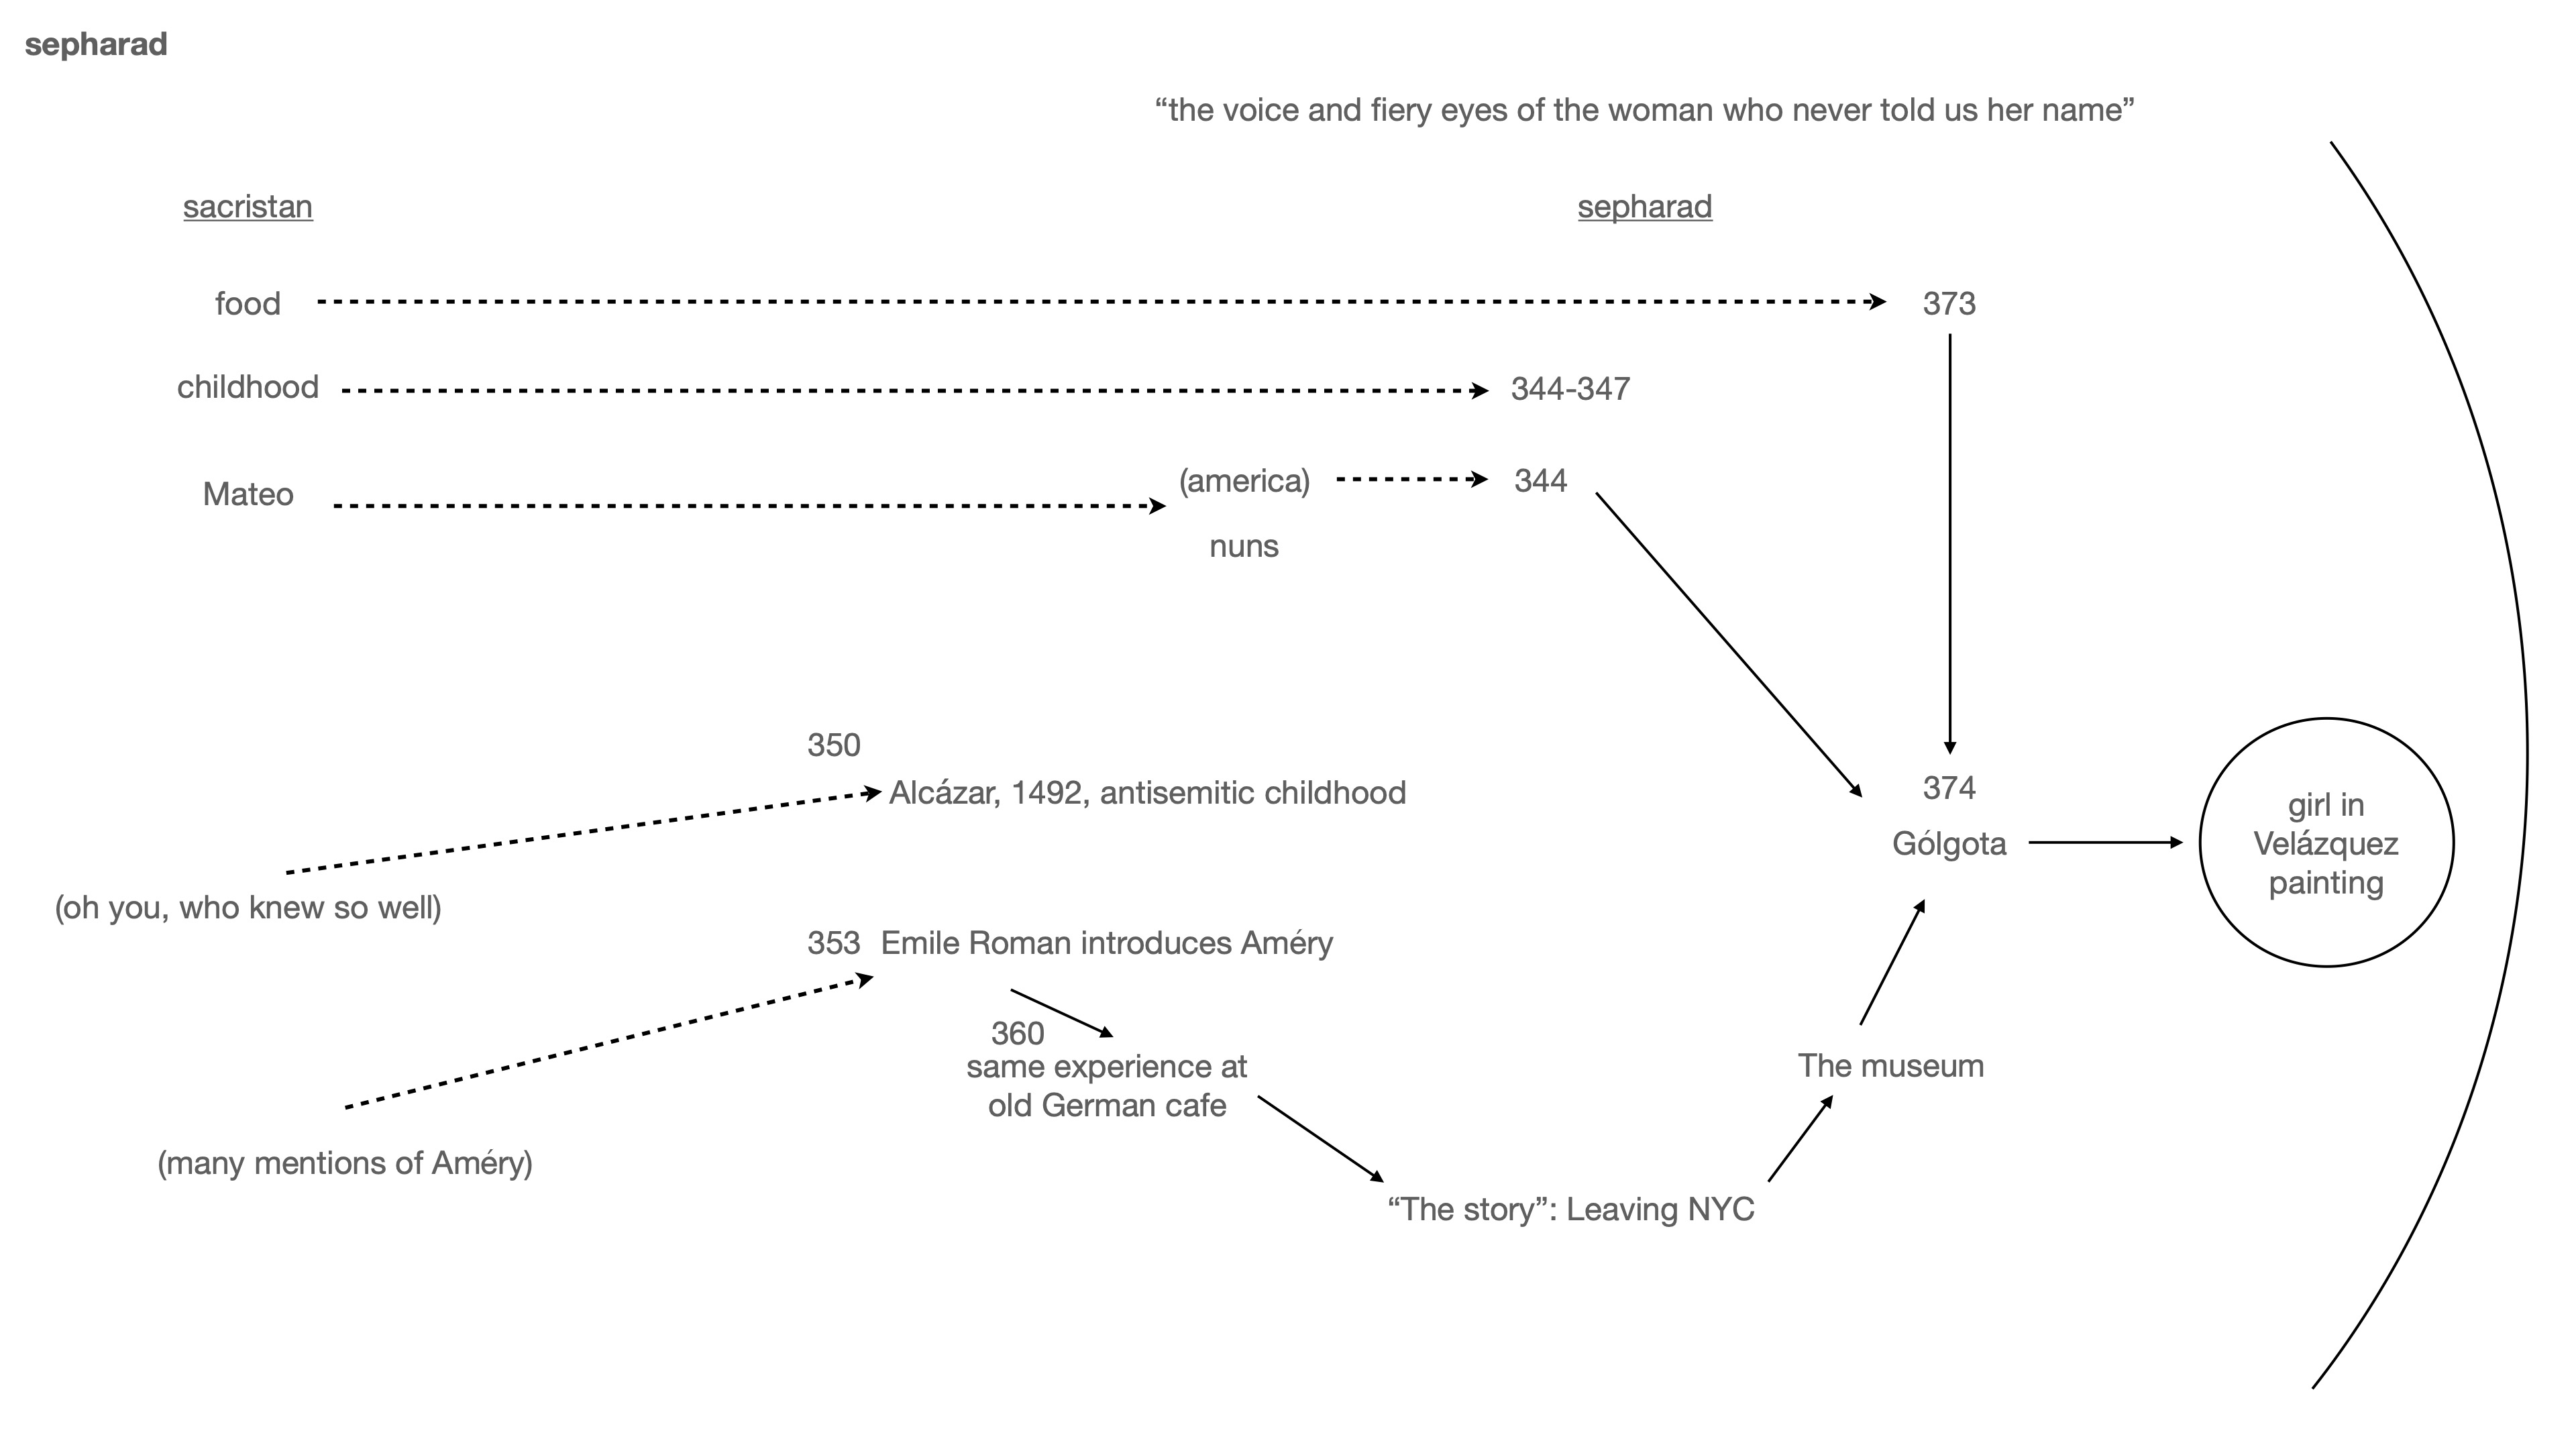 sepharad
“the voice and fiery eyes of the woman who never told us her name”
sacristan
sepharad
food
373
childhood
344-347
Mateo
(america)
344
nuns
350
Alcázar, 1492, antisemitic childhood
(oh you, who knew so well)
374
Gólgota
girl in
Velázquez
painting
353 Emile Roman introduces Améry
360
same experience at
old German cafe
The museum
(many mentions of Améry)
“The story”: Leaving NYC